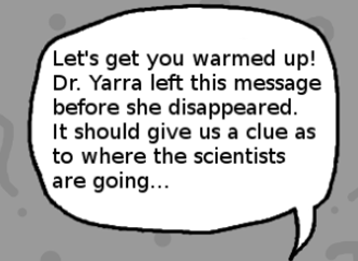 Let's get you warmed up!
Dr. Yarra left this message
before she disappeared.
It should give us a clue as
to where the scientists
are going...